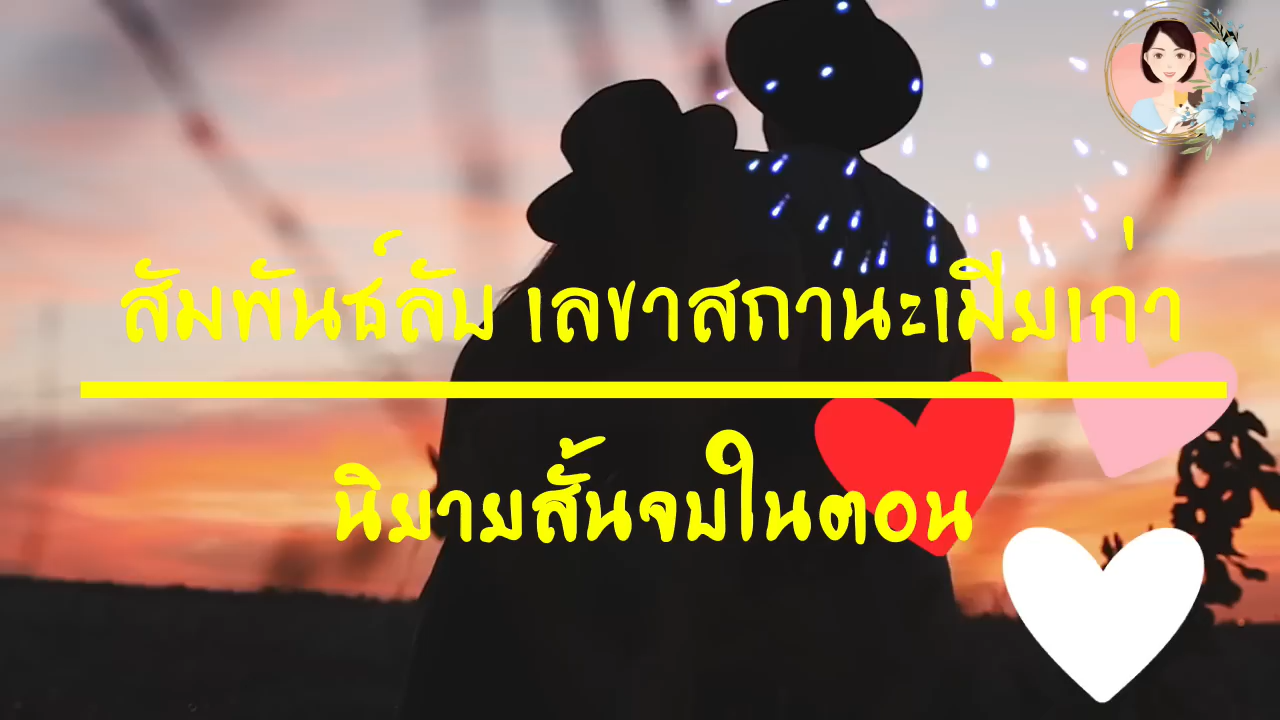 สัมพันธ์ลับ เลขาสถานะเมียเก่า
นิยายสั้นจบในตอน